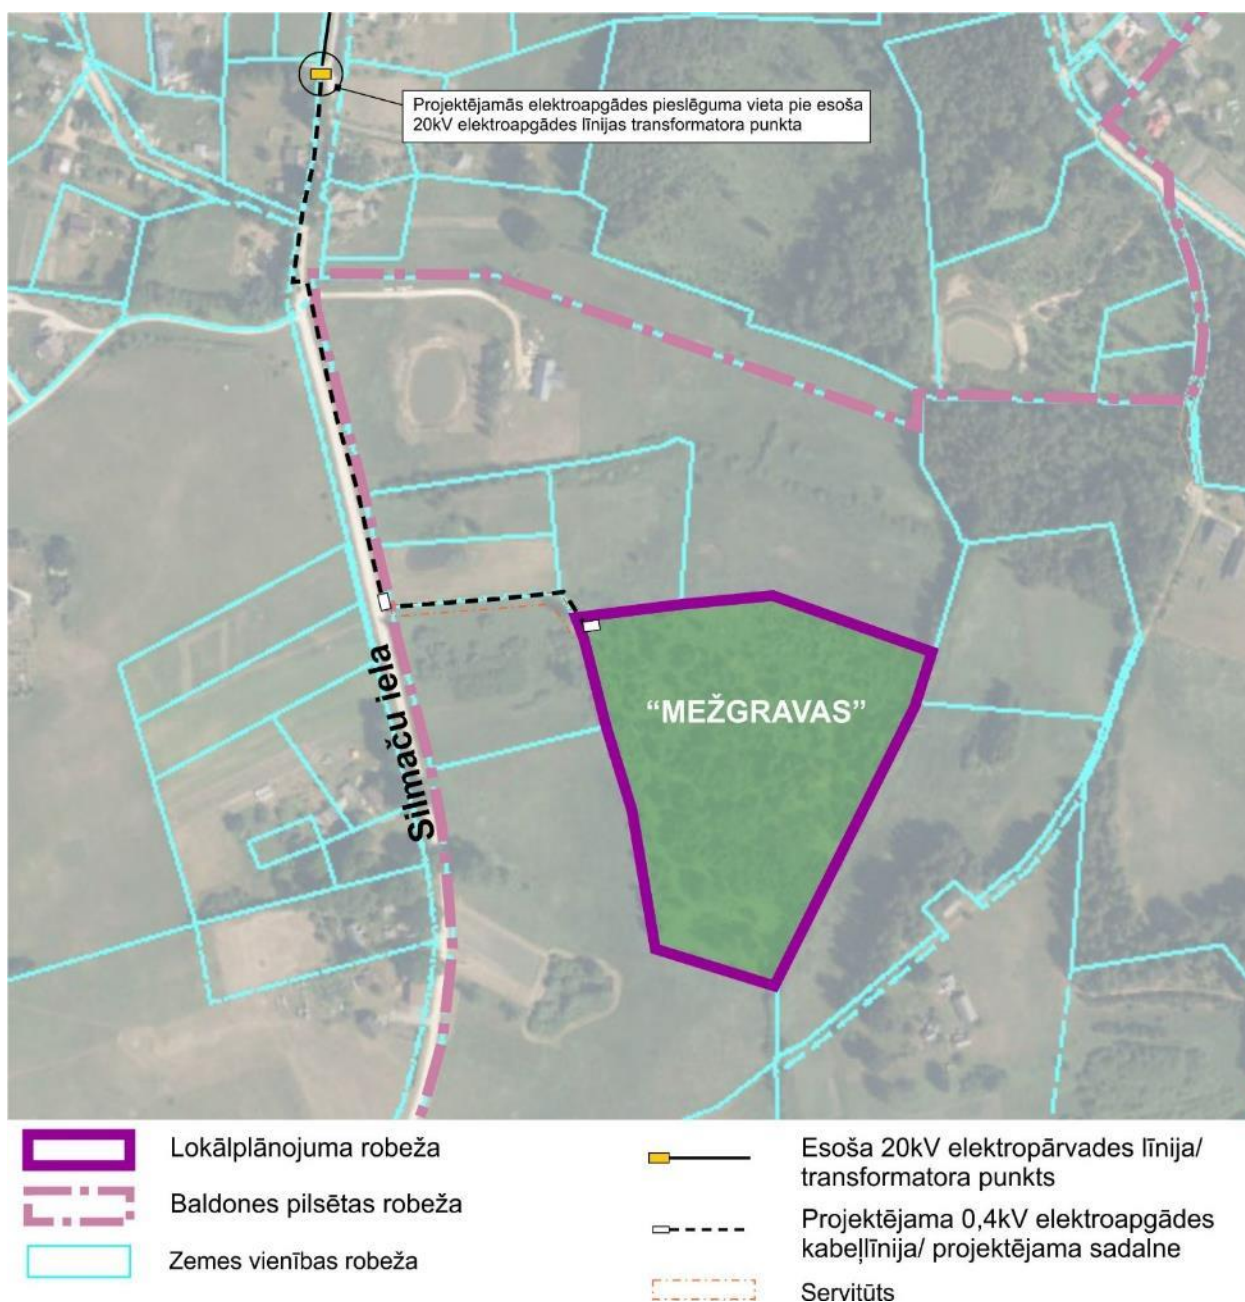 Projektējamās elektroapgādes pieslēguma vieta pie esoša
20kV elektroapgādes līnijas transformatora punkta
“MEŽGRAVAS”
Silmaču iela
Lokālplānojuma robeža
Baldones pilsētas robeža
Zemes vienības robeža
Esoša 20kV elektropārvades līnija/
transformatora punkts
Projektējama 0,4kV elektroapgādes
kabeļlīnija/ projektējama sadalne
Servitūts